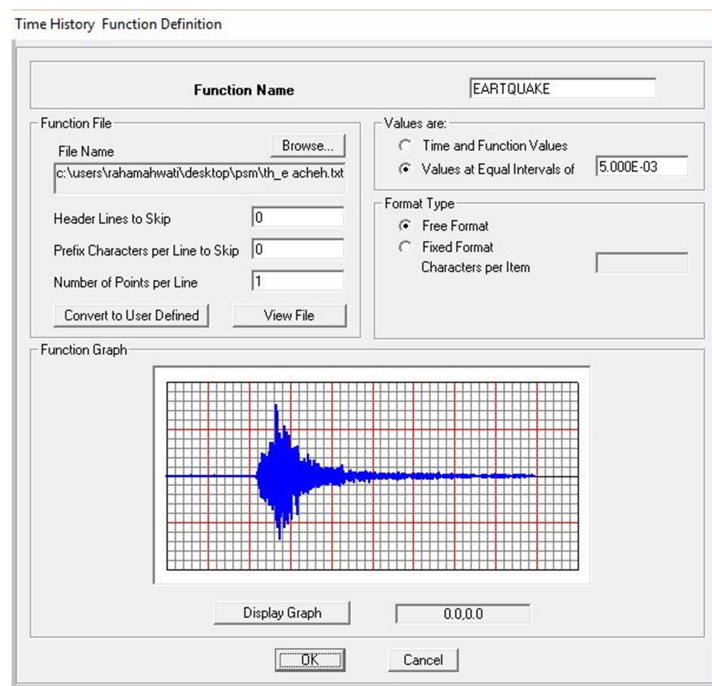 Time History Function Definition
Function Name
EARTQUAKE
Function File
File Name
Browse...
c:\users\rahamahwati\desktop\psm\th_e acheh.txt
Header Lines to Skip
0
Prefix Characters per Line to Skip
0
Number of Points per Line
1
Convert to User Defined
View File
Values are:
Time and Function Values
Values at Equal Intervals of
5.000E-03
Format Type
Free Format
Fixed Format
Characters per Item
Function Graph
Display Graph
0.0,0.0
OK
Cancel